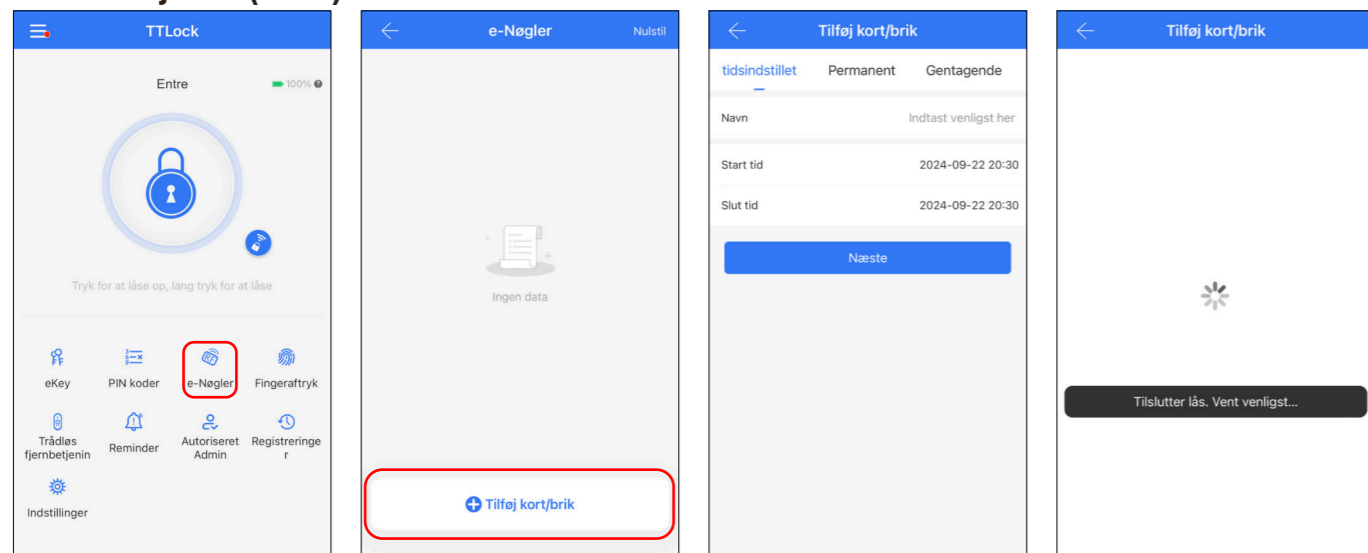 TTLock
Entre
100%
Tryk for at låse op, lang tryk for at låse
eKey
PIN koder
e-Nøgler
Fingeraftryk
Trådløs
fjernbetjenin
Reminder
Autoriseret
Admin
Registreringe
r
Indstillinger
e-Nøgler
Nulstil
Ingen data
Tilføj kort/brik
Tilføj kort/brik
tidsindstillet
Permanent
Gentagende
Navn
Indtast venligst her
Start tid
2024-09-22 20:30
Slut tid
2024-09-22 20:30
Næste
Tilføj kort/brik
Tilslutter lås. Vent venligst...